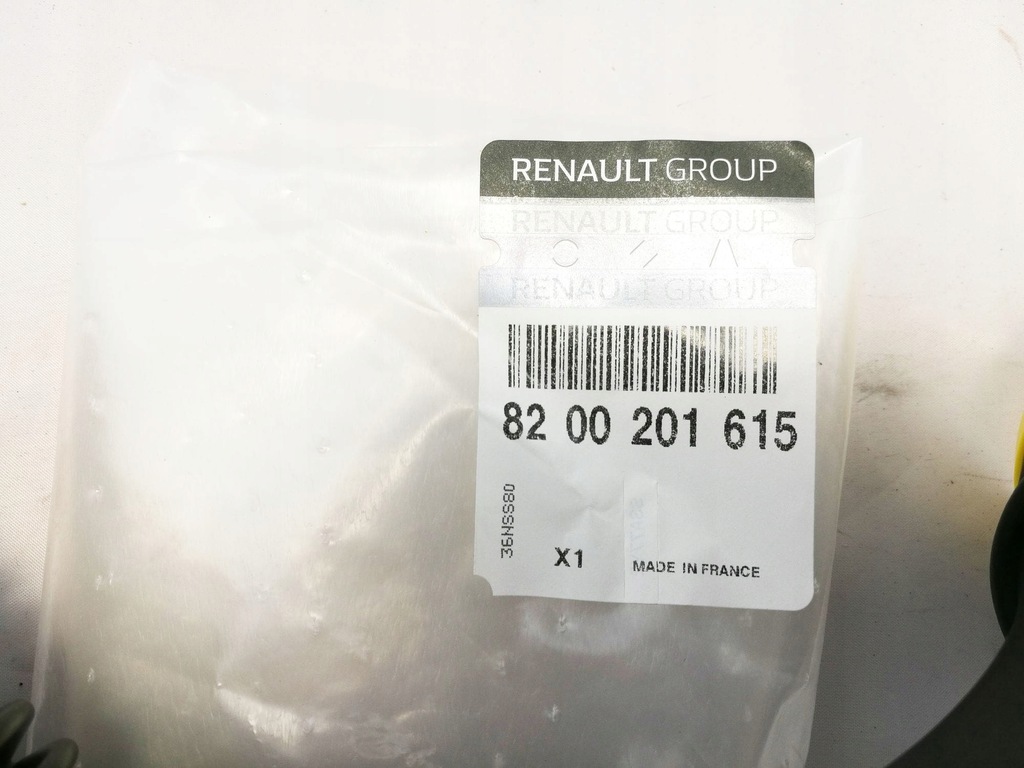 RENAULT GROUP
RENAULT GROUP
RENAULT GROUP
82 00 201 615
36NSS80
X1
MADE IN FRANCE